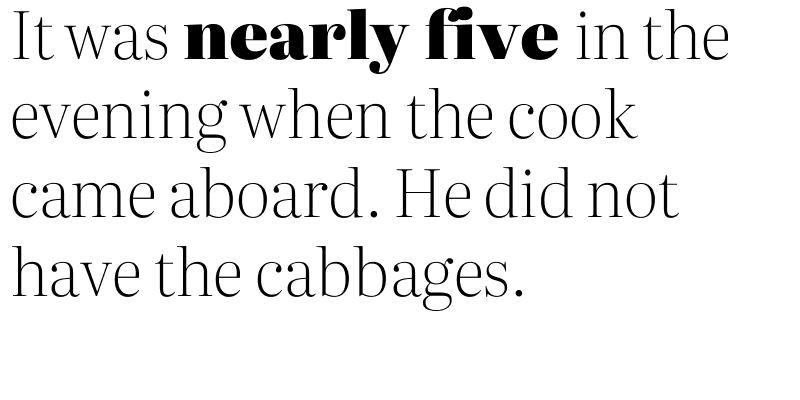 It was nearly five in the
evening when the cook
came aboard. He did not
have the cabbages.